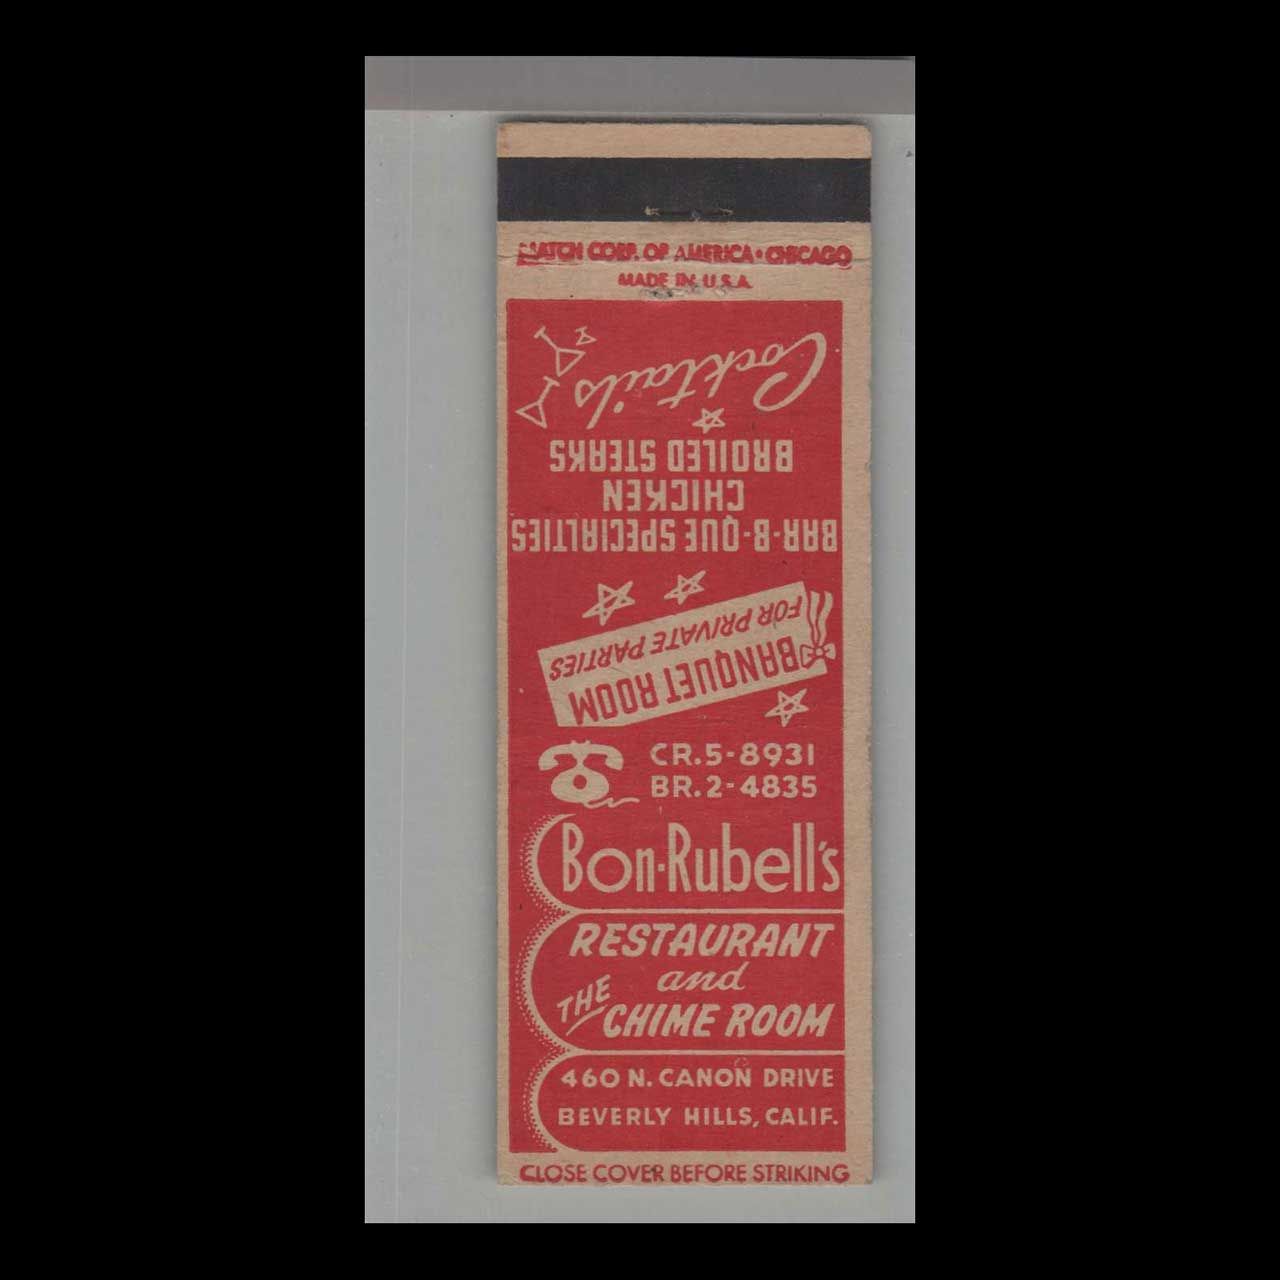 MATCH CORP. OF AMERICA • CHICAGO
MADE IN U.S.A.
Cocktails
BROILED STEAKS
CHICKEN
BAR-B-QUE SPECIALTIES
FOR PRIVATE PARTIES
BANQUET ROOM
CR.5-8931
BR.2-4835
Bon-Rubell's
RESTAURANT
and
THE CHIME ROOM
460 N. CANON DRIVE
BEVERLY HILLS, CALIF.
CLOSE COVER BEFORE STRIKING